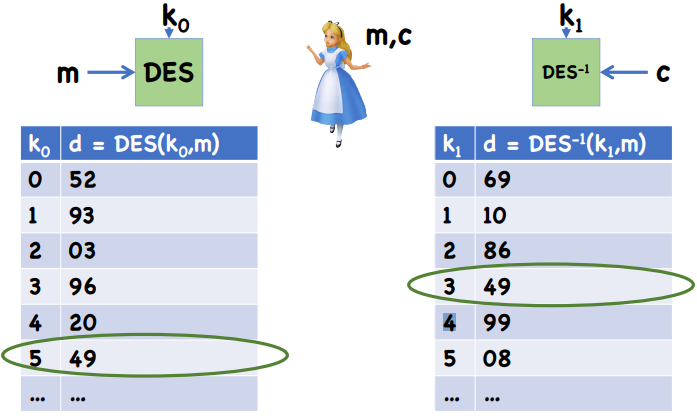 k₀
k₁
m,c
m
DES
DES⁻¹
c
k₀ d = DES(k₀,m)
0 52
1 93
2 03
3 96
4 20
5 49
... ...
k₁ d = DES⁻¹(k₁,m)
0 69
1 10
2 86
3 49
4 99
5 08
... ...